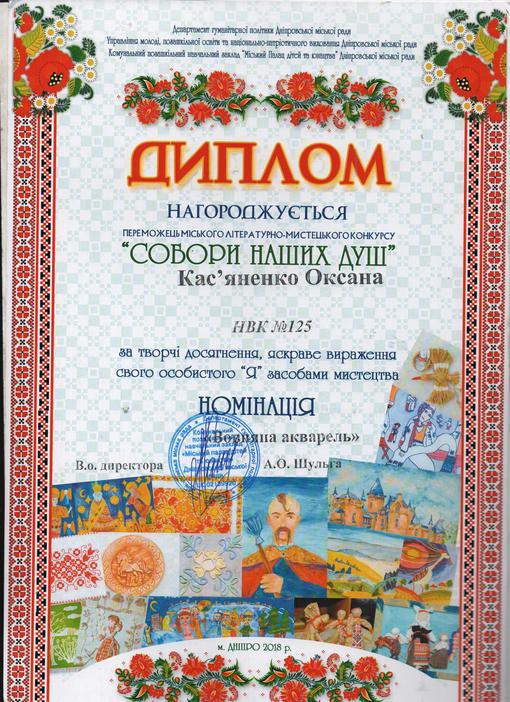 Департамент гуманітарної політики Дніпровської міської ради
Управління молоді, позашкільної освіти та національно-патріотичного виховання Дніпровської міської ради
Комунальний позашкільний навчальний заклад "Міський Палац дітей та юнацтва" Дніпровської міської ради
ДИПЛОМ
НАГОРОДЖУЄТЬСЯ
ПЕРЕМОЖЕЦЬ МІСЬКОГО ЛІТЕРАТУРНО-МИСТЕЦЬКОГО КОНКУРСУ
"СОБОРИ НАШИХ ДУШ"
Кас’яненко Оксана
НВК №125
за творчі досягнення, яскраве вираження
свого особистого "Я" засобами мистецтва
НОМІНАЦІЯ
«Вовняна акварель»
В.о. директора А.О. Шульга
м. ДНІПРО 2018 р.